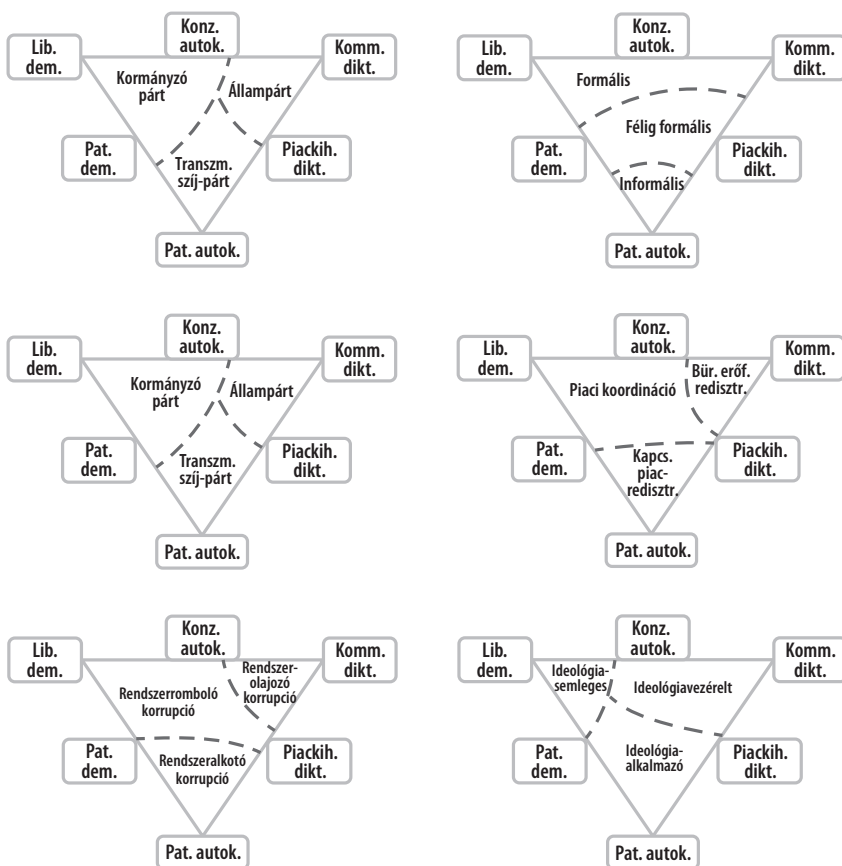 Konz.
autok.
Lib.
dem.
Komm.
dikt.
Kormányzó
párt
Állampárt
Pat.
dem.
Piackih.
dikt.
Transzm.
szíj-párt
Pat. autok.
Konz.
autok.
Lib.
dem.
Komm.
dikt.
Formális
Félig formális
Pat.
dem.
Piackih.
dikt.
Informális
Pat. autok.
Konz.
autok.
Lib.
dem.
Komm.
dikt.
Kormányzó
párt
Állampárt
Pat.
dem.
Piackih.
dikt.
Transzm.
szíj-párt
Pat. autok.
Konz.
autok.
Lib.
dem.
Komm.
dikt.
Piaci koordináció
Bür. erőf.
redisztr.
Pat.
dem.
Piackih.
dikt.
Kapcs.
piac-
redisztr.
Pat. autok.
Konz.
autok.
Lib.
dem.
Komm.
dikt.
Rendszerromboló
korrupció
Rendszer-
olajozó
korrupció
Pat.
dem.
Piackih.
dikt.
Rendszeralkotó
korrupció
Pat. autok.
Konz.
autok.
Lib.
dem.
Komm.
dikt.
Ideológia-
semleges
Ideológiavezérelt
Pat.
dem.
Piackih.
dikt.
Ideológia-
alkalmazó
Pat. autok.